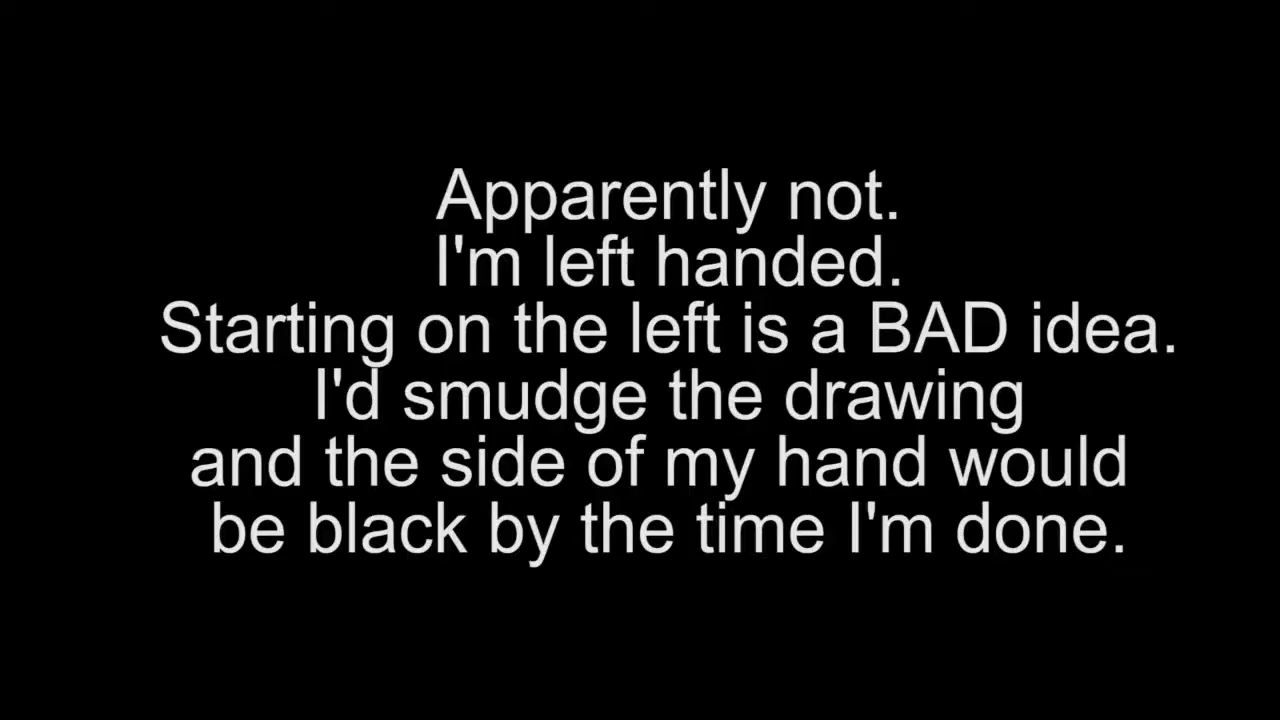 Apparently not.
I'm left handed.
Starting on the left is a BAD idea.
I'd smudge the drawing
and the side of my hand would
be black by the time I'm done.